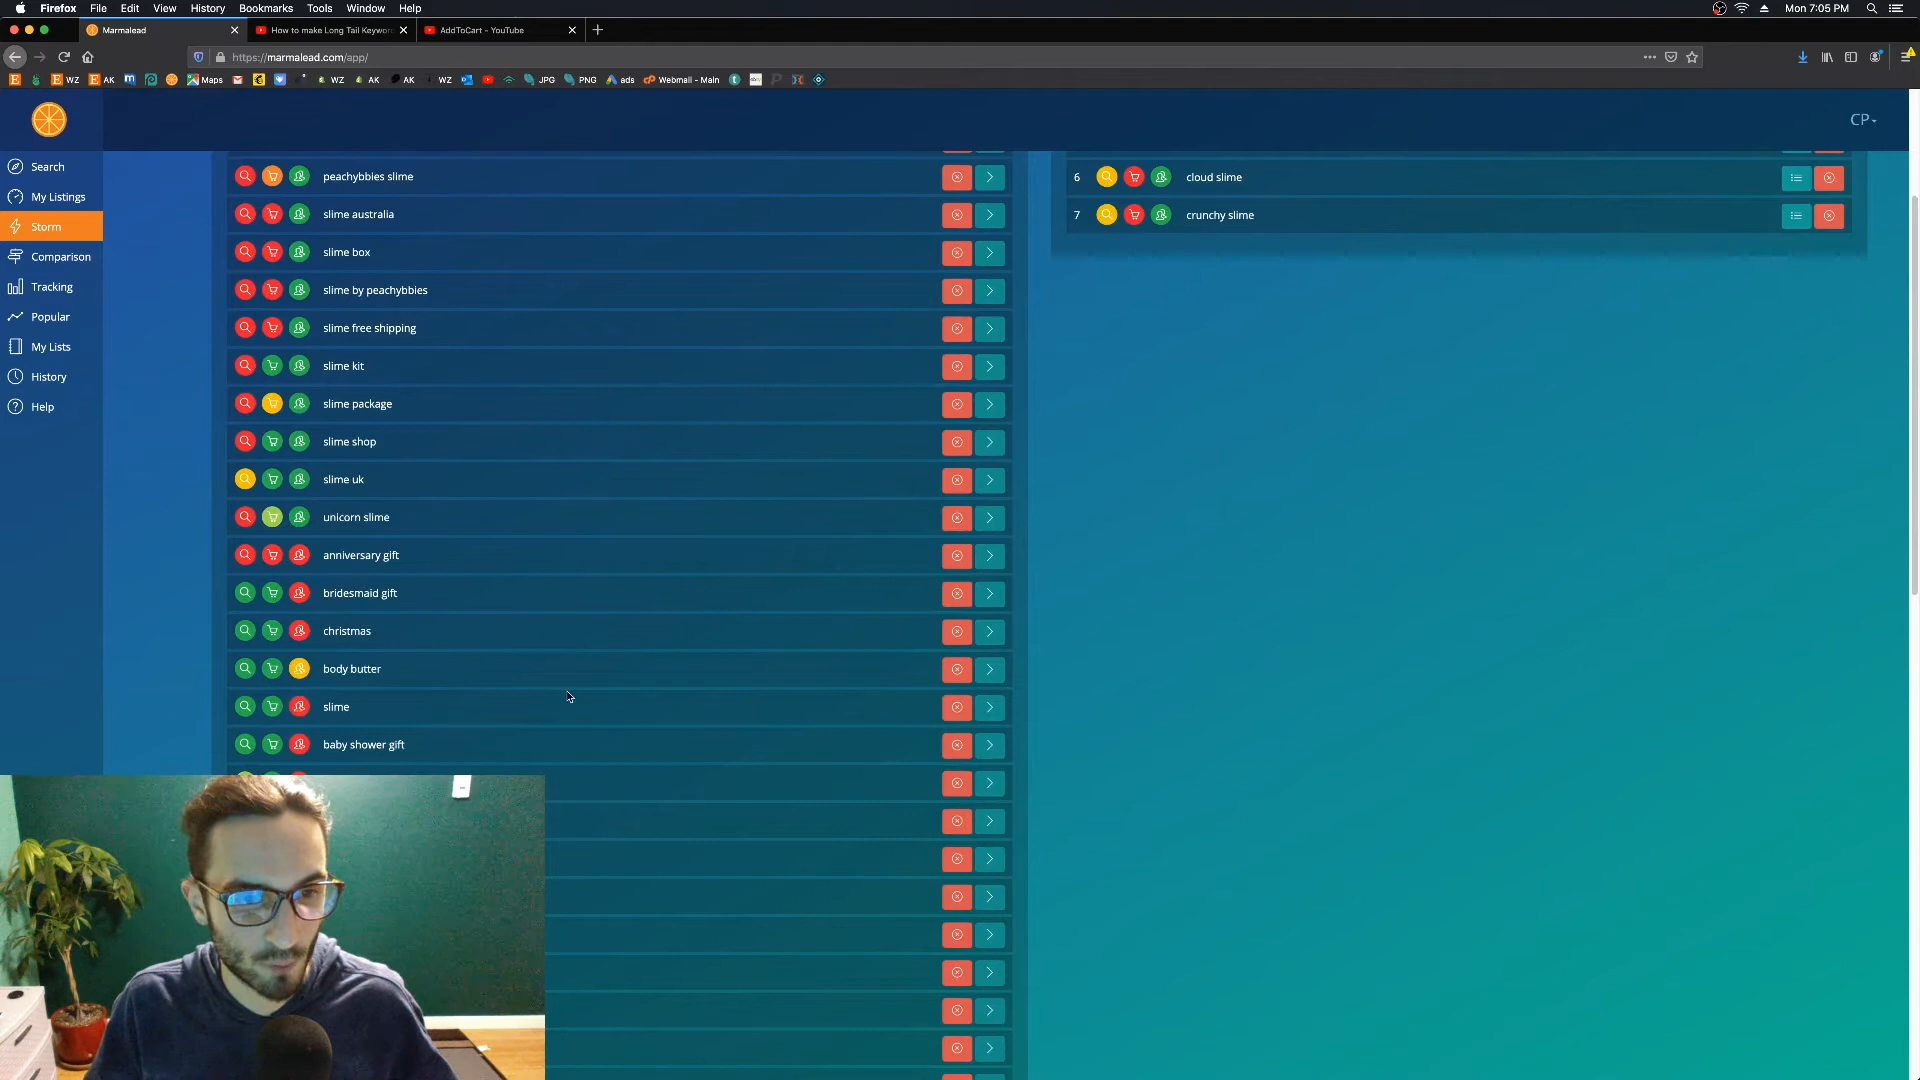 Firefox File Edit View History Bookmarks Tools Window Help Mon 7:05 PM
Marmalead How to make Long Tail Keywor AddToCart - YouTube
https://marmalead.com/app/
WZ AK Maps WZ AK AK WZ JPG PNG ads Webmail - Main
CP
Search
My Listings
Storm
Comparison
Tracking
Popular
My Lists
History
Help
peachybbies slime
slime australia
slime box
slime by peachybbies
slime free shipping
slime kit
slime package
slime shop
slime uk
unicorn slime
anniversary gift
bridesmaid gift
christmas
body butter
slime
baby shower gift
6 cloud slime
7 crunchy slime